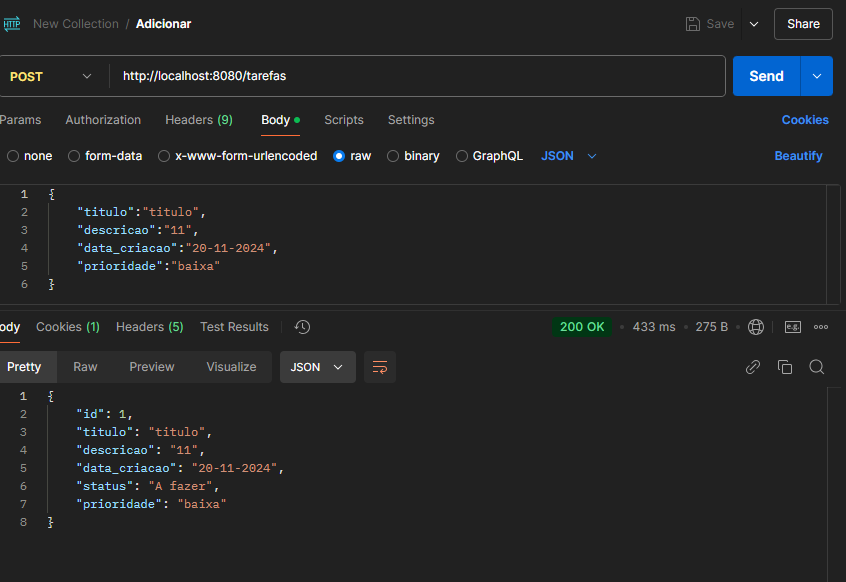 HTTP New Collection / Adicionar Save Share
POST http://localhost:8080/tarefas Send
Params Authorization Headers (9) Body Scripts Settings Cookies
none form-data x-www-form-urlencoded raw binary GraphQL JSON Beautify
1 {
2 "titulo":"titulo",
3 "descricao":"11",
4 "data_criacao":"20-11-2024",
5 "prioridade":"baixa"
6 }
ody Cookies (1) Headers (5) Test Results 200 OK • 433 ms • 275 B • e.g. ooo
Pretty Raw Preview Visualize JSON
1 {
2 "id": 1,
3 "titulo": "titulo",
4 "descricao": "11",
5 "data_criacao": "20-11-2024",
6 "status": "A fazer",
7 "prioridade": "baixa"
8 }